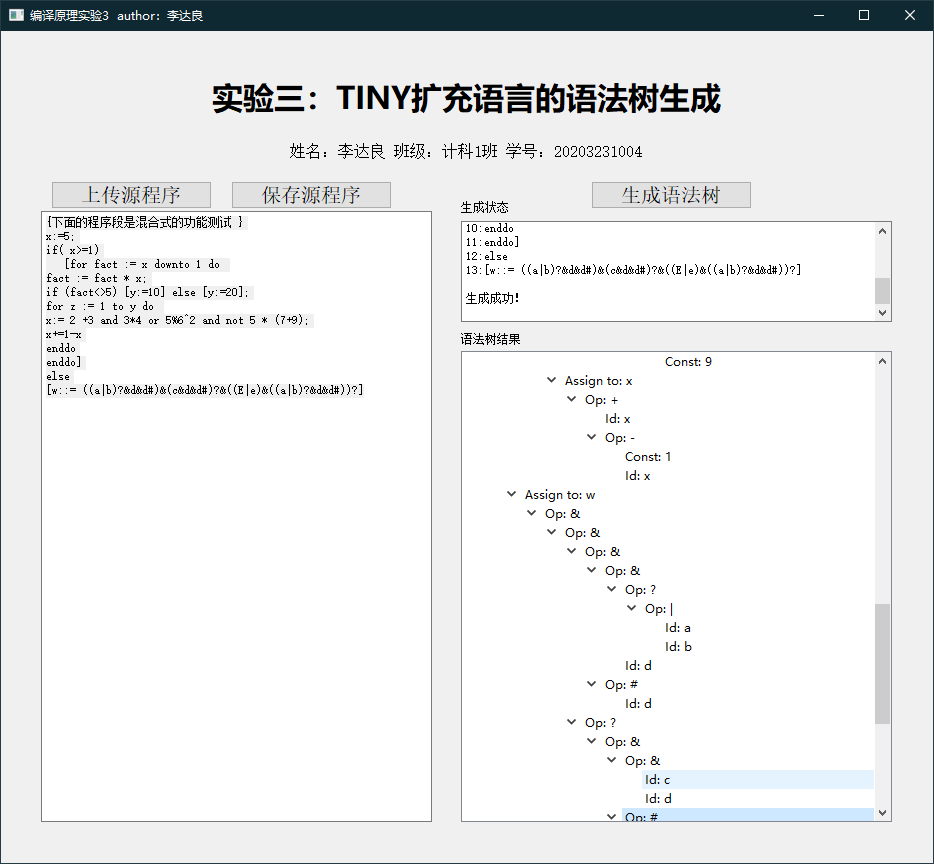 编译原理实验3 author: 李达良
实验三：TINY扩充语言的语法树生成
姓名：李达良 班级：计科1班 学号：20203231004
上传源程序
保存源程序
{下面的程序段是混合式的功能测试 }
x:=5;
if( x>=1)
[for fact := x downto 1 do
fact := fact * x;
if (fact<>5) [y:=10] else [y:=20];
for z := 1 to y do
x:= 2 +3 and 3*4 or 5%6^2 and not 5 * (7+9);
x+=1-x
enddo
enddo]
else
[w::= ((a|b)?&d&d#)&(c&d&d#)?&((E|e)&((a|b)?&d&d#))?]
生成语法树
生成状态
10:enddo
11:enddo]
12:else
13:[w::= ((a|b)?&d&d#)&(c&d&d#)?&((E|e)&((a|b)?&d&d#))?]
生成成功!
语法树结果
Const: 9
Assign to: x
Op: +
Id: x
Op: -
Const: 1
Id: x
Assign to: w
Op: &
Op: &
Op: &
Op: &
Op: ?
Op: |
Id: a
Id: b
Id: d
Op: #
Id: d
Op: ?
Op: &
Op: &
Id: c
Id: d
Op: #